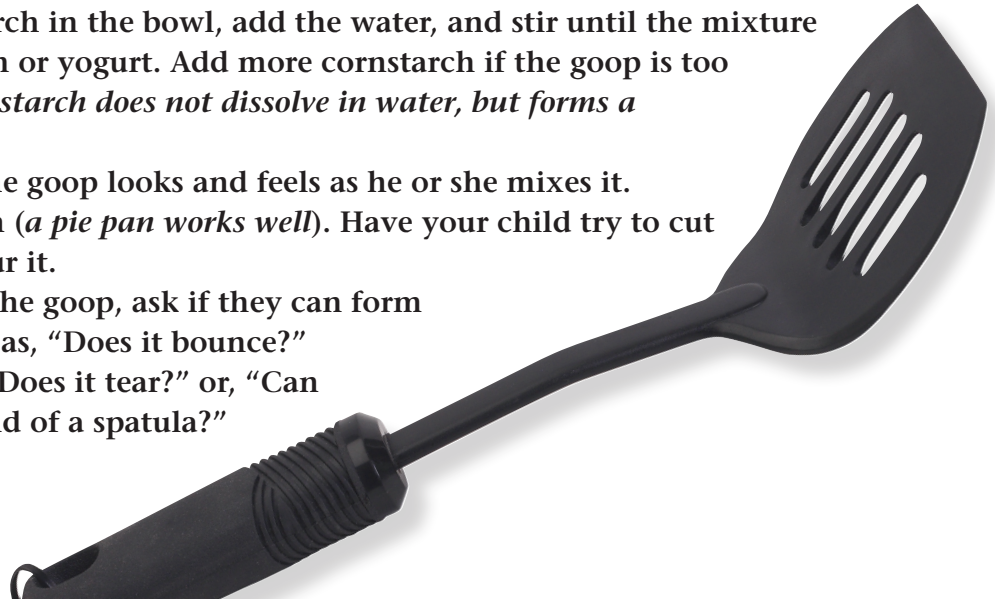 rch in the bowl, add the water, and stir until the mixture
n or yogurt. Add more cornstarch if the goop is too
starch does not dissolve in water, but forms a
e goop looks and feels as he or she mixes it.
n (a pie pan works well). Have your child try to cut
ur it.
he goop, ask if they can form
as, “Does it bounce?”
Does it tear?” or, “Can
d of a spatula?”